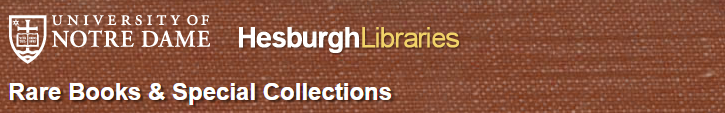 UNIVERSITY OF
NOTRE DAME
HesburghLibraries
Rare Books & Special Collections